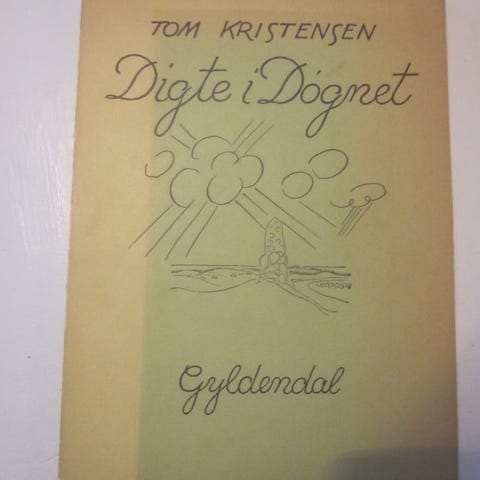 TOM KRISTENSEN
Digte i Døgnet
Gyldendal